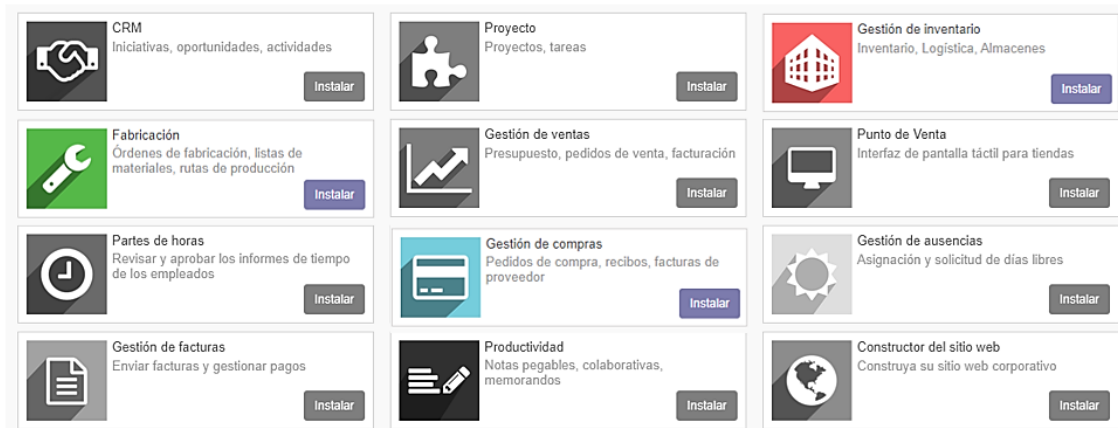 CRM
Iniciativas, oportunidades, actividades
Instalar
Proyecto
Proyectos, tareas
Instalar
Gestión de inventario
Inventario, Logística, Almacenes
Instalar
Fabricación
Órdenes de fabricación, listas de
materiales, rutas de producción
Instalar
Gestión de ventas
Presupuesto, pedidos de venta, facturación
Instalar
Punto de Venta
Interfaz de pantalla táctil para tiendas
Instalar
Partes de horas
Revisar y aprobar los informes de tiempo
de los empleados
Instalar
Gestión de compras
Pedidos de compra, recibos, facturas de
proveedor
Instalar
Gestión de ausencias
Asignación y solicitud de días libres
Instalar
Gestión de facturas
Enviar facturas y gestionar pagos
Instalar
Productividad
Notas pegables, colaborativas,
memorandos
Instalar
Constructor del sitio web
Construya su sitio web corporativo
Instalar